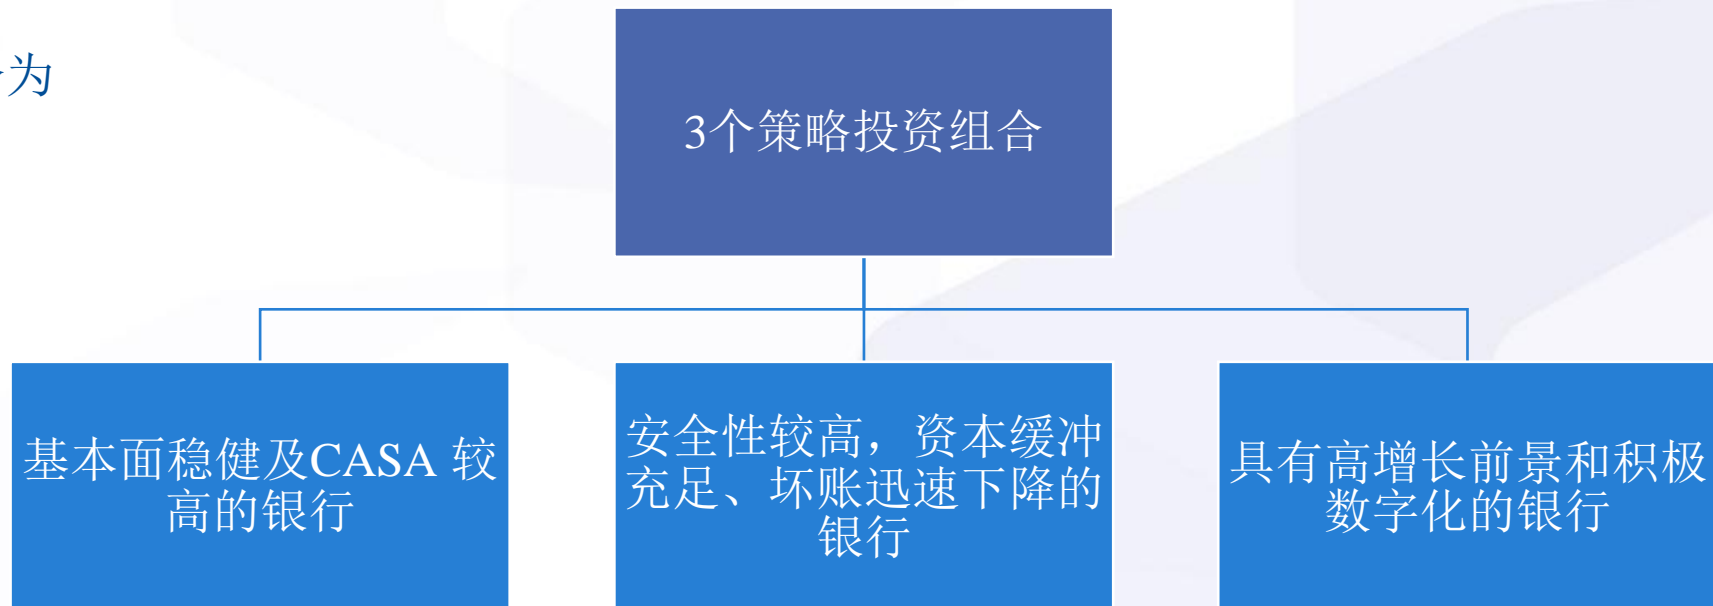 为
3个策略投资组合
基本面稳健及CASA 较
高的银行
安全性较高，资本缓冲
充足、坏账迅速下降的
银行
具有高增长前景和积极
数字化的银行